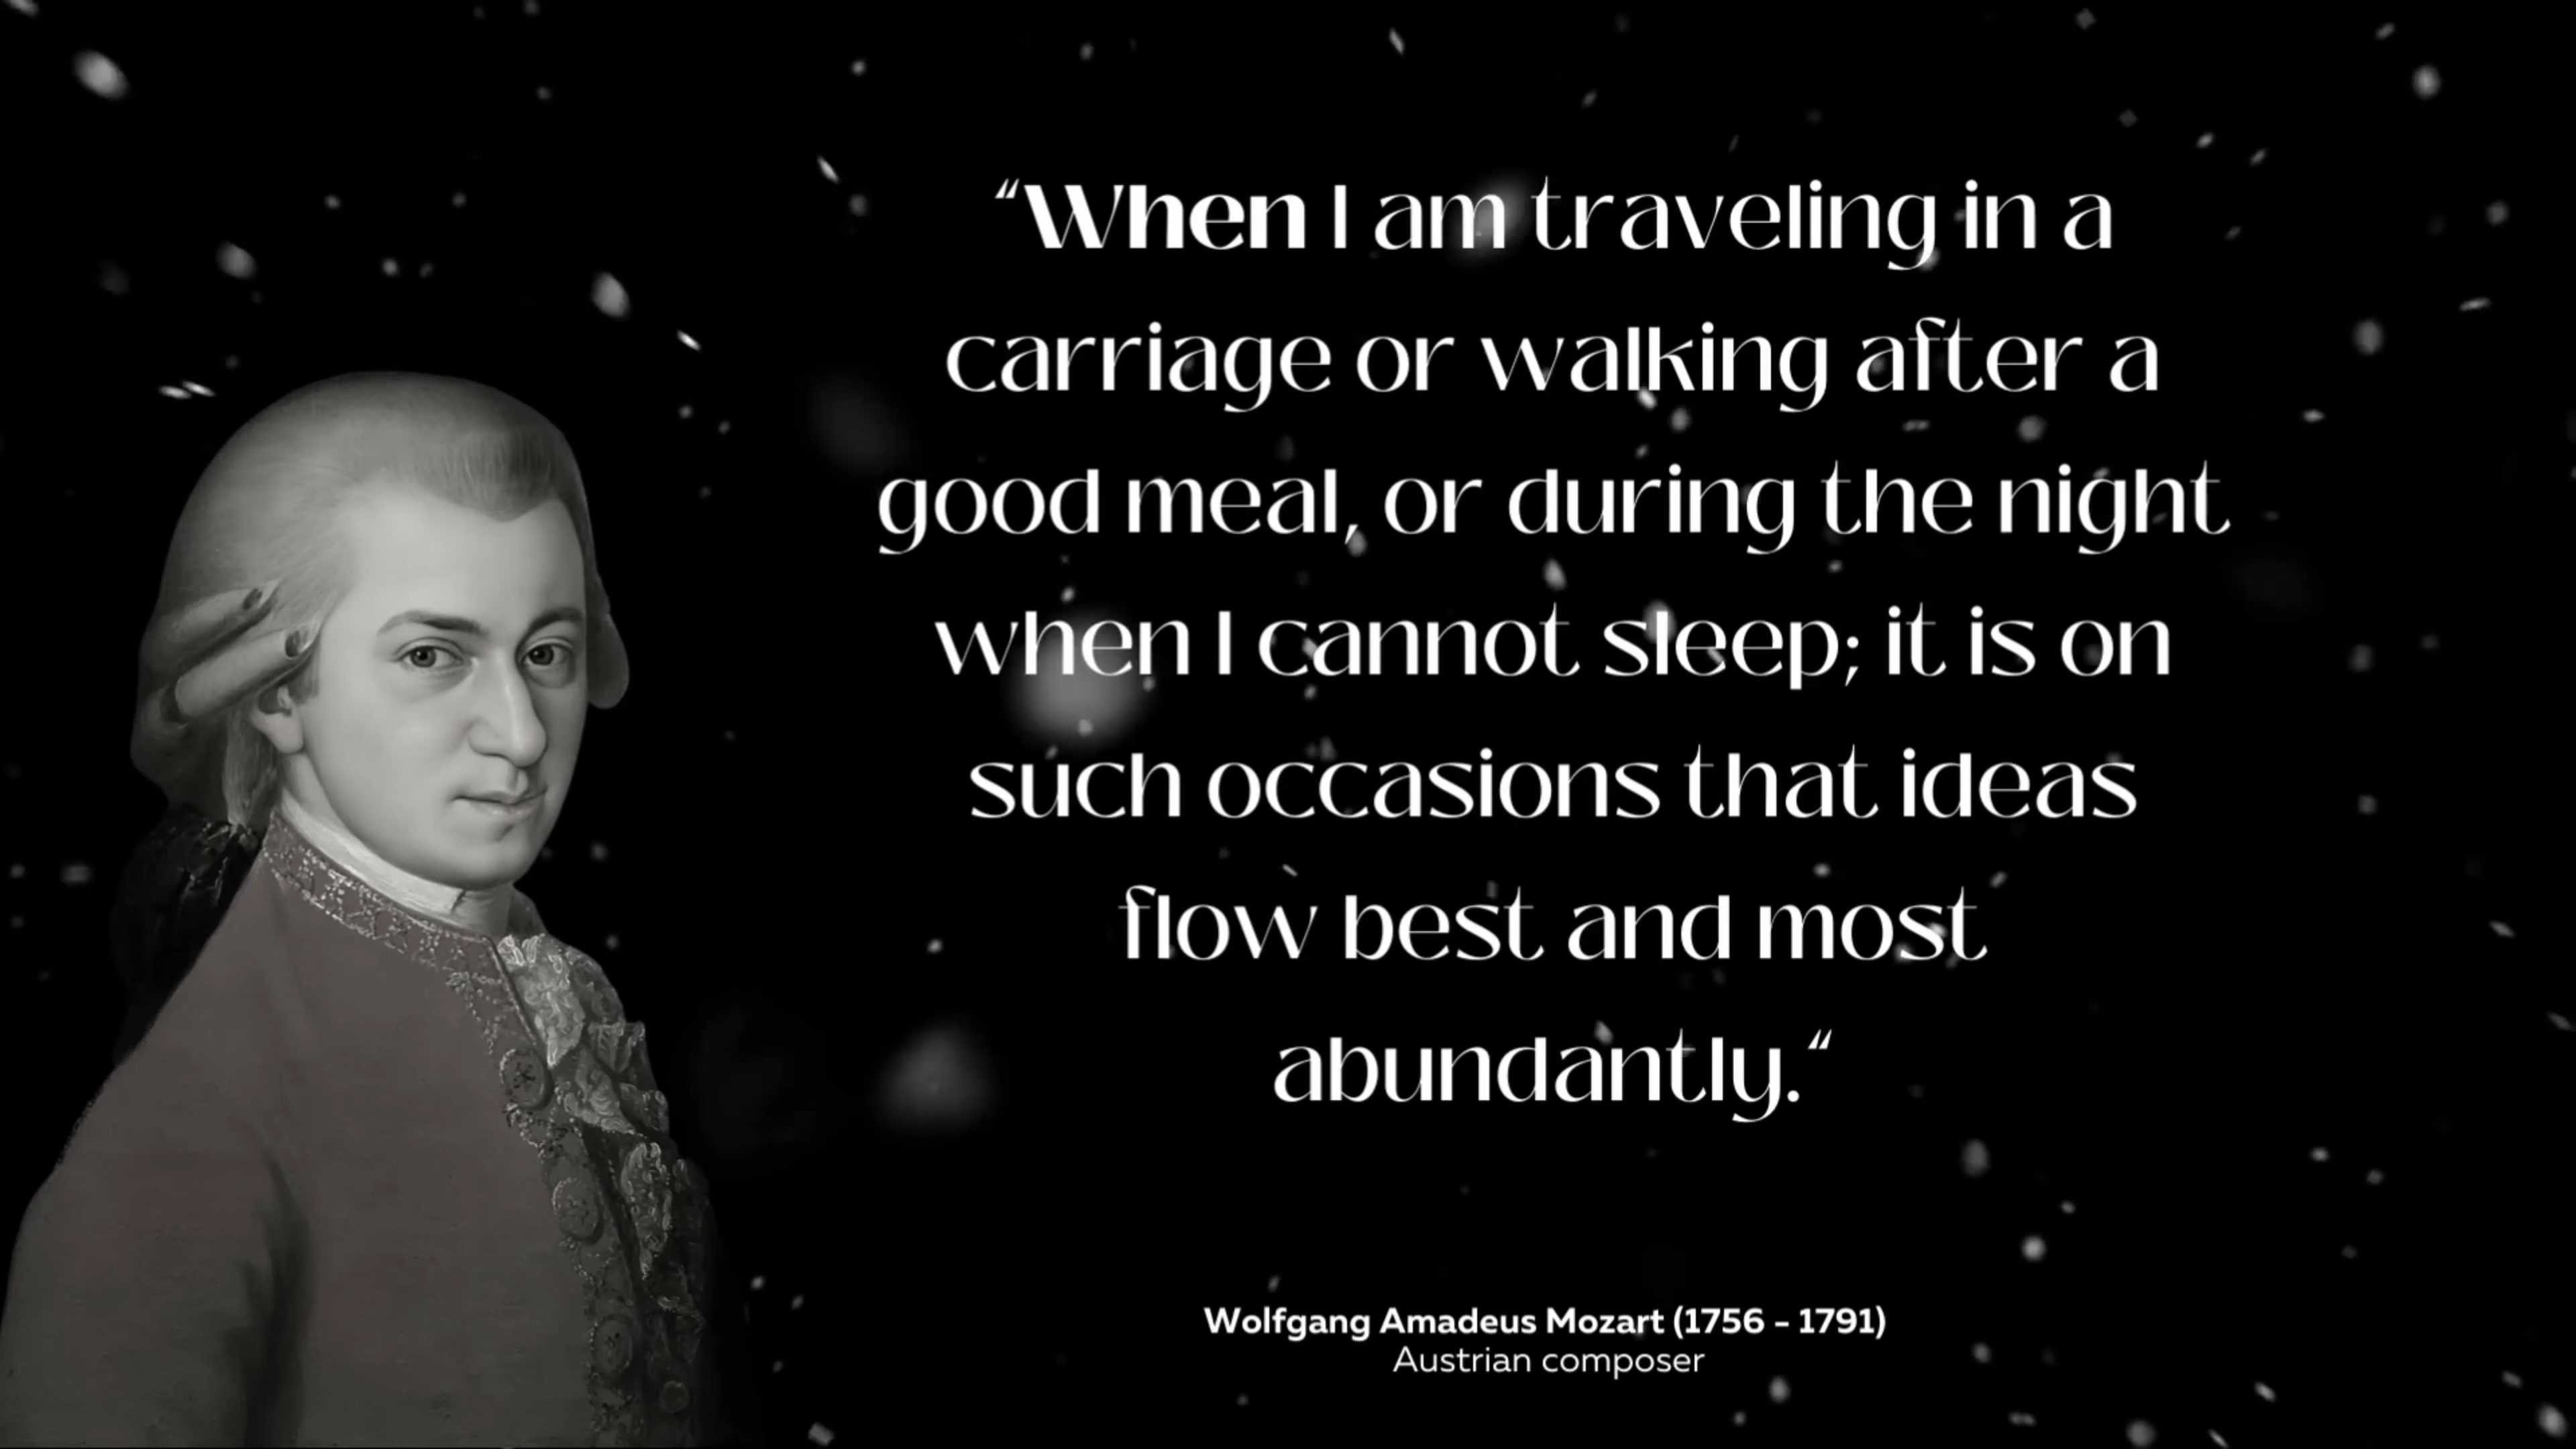 “When I am traveling in a
carriage or walking after a
good meal, or during the night
when I cannot sleep; it is on
such occasions that ideas
flow best and most
abundantly.“
Wolfgang Amadeus Mozart (1756 - 1791)
Austrian composer